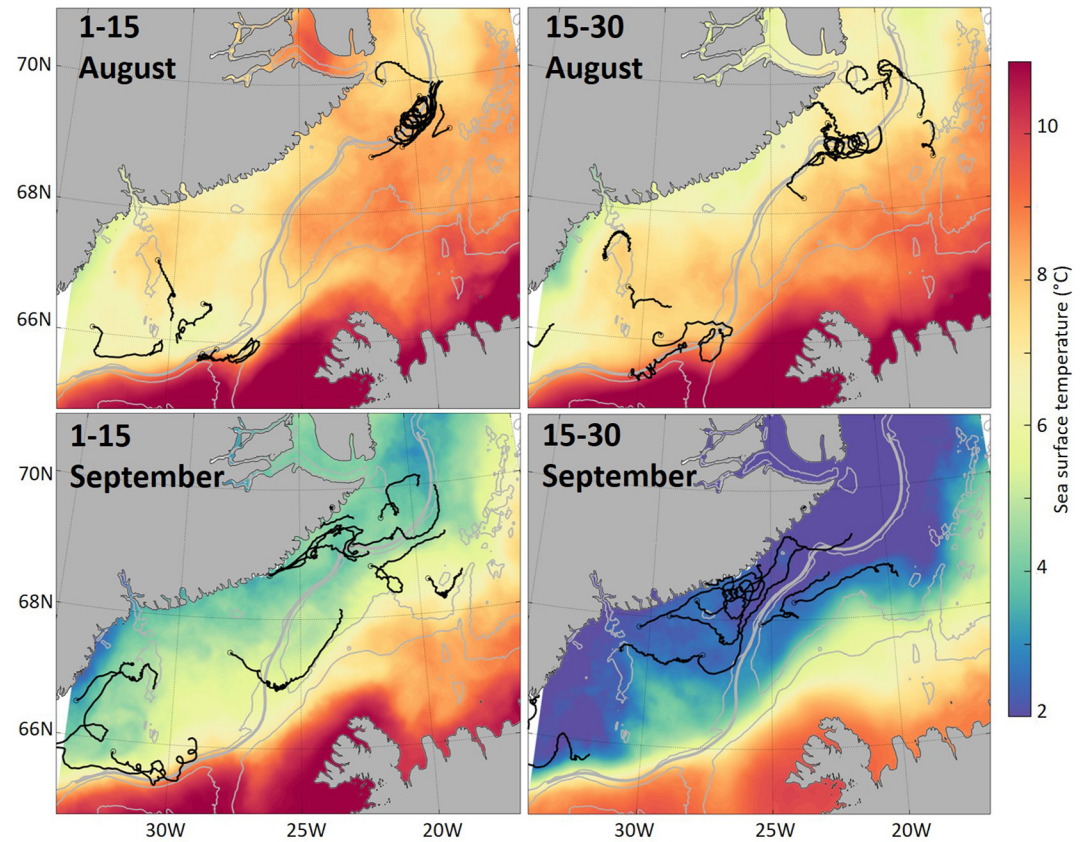 1-15
August
15-30
August
70N
68N
66N
1-15
September
15-30
September
70N
68N
66N
30W
25W
20W
30W
25W
20W
10
8
6
4
2
Sea surface temperature (°C)